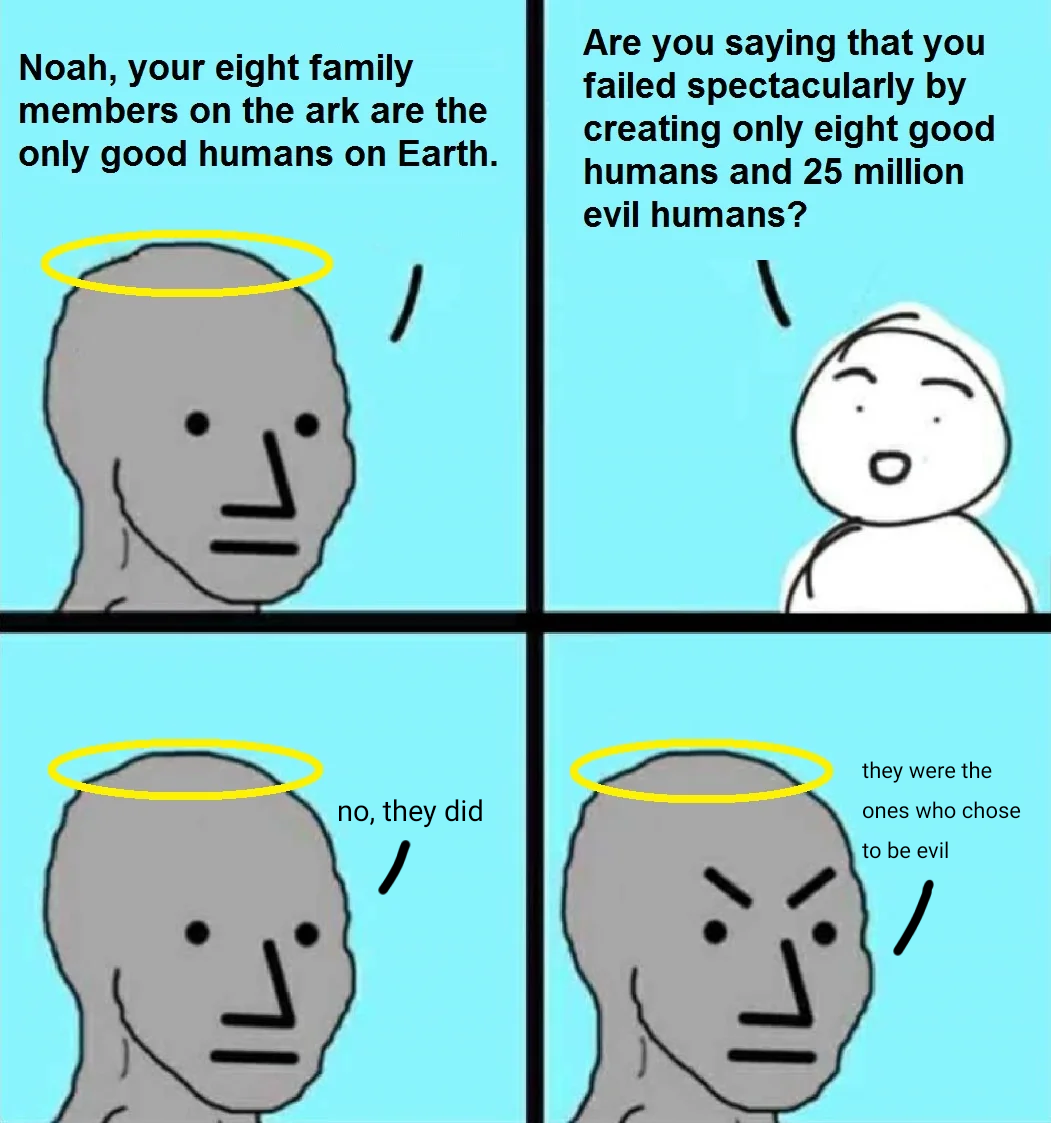 Noah, your eight family
members on the ark are the
only good humans on Earth.
Are you saying that you
failed spectacularly by
creating only eight good
humans and 25 million
evil humans?
no, they did
they were the
ones who chose
to be evil